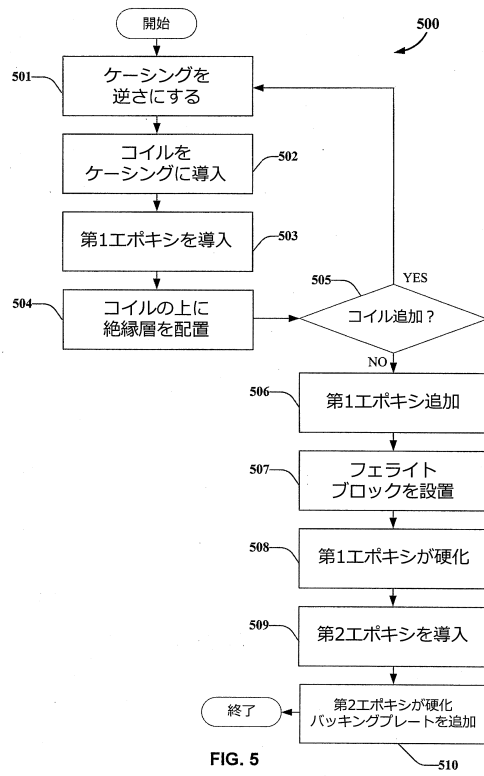 開始
500
501
ケーシングを
逆さにする
コイルを
ケーシングに導入
502
第1エポキシを導入
503
504
コイルの上に
絶縁層を配置
505
YES
コイル追加?
NO
506
第1エポキシ追加
507
フェライト
ブロックを設置
508
第1エポキシが硬化
509
第2エポキシを導入
第2エポキシが硬化
バッキングプレートを追加
510
終了
FIG. 5